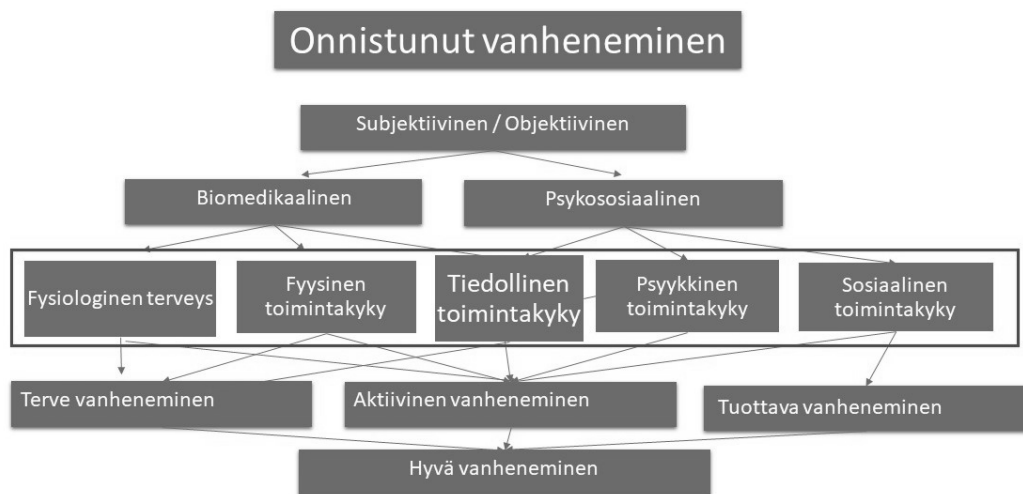 Onnistunut vanheneminen
Subjektiivinen / Objektiivinen
Biomedikaalinen
Psykososiaalinen
Fysiologinen terveys
Fyysinen
toimintakyky
Tiedollinen
toimintakyky
Psyykkinen
toimintakyky
Sosiaalinen
toimintakyky
Terve vanheneminen
Aktiivinen vanheneminen
Tuottava vanheneminen
Hyvä vanheneminen